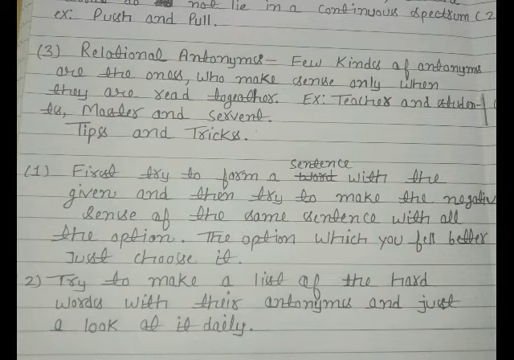 not lie in a continuous spectrum (2
ex: Push and Pull.
(3) Relational Antonyms - Few Kinds of antonyms
are the ones, who make sense only when
they are read togeather. Ex: Teacher and studen-
ts, Master and servent.
Tips and Tricks.
(1) First try to form a sentence with the
given and then try to make the negative
sense of the same sentence with all
the option. The option which you fell better
Just choose it.
2) Try to make a list of the hard
words with their antonyms and just
a look at it daily.